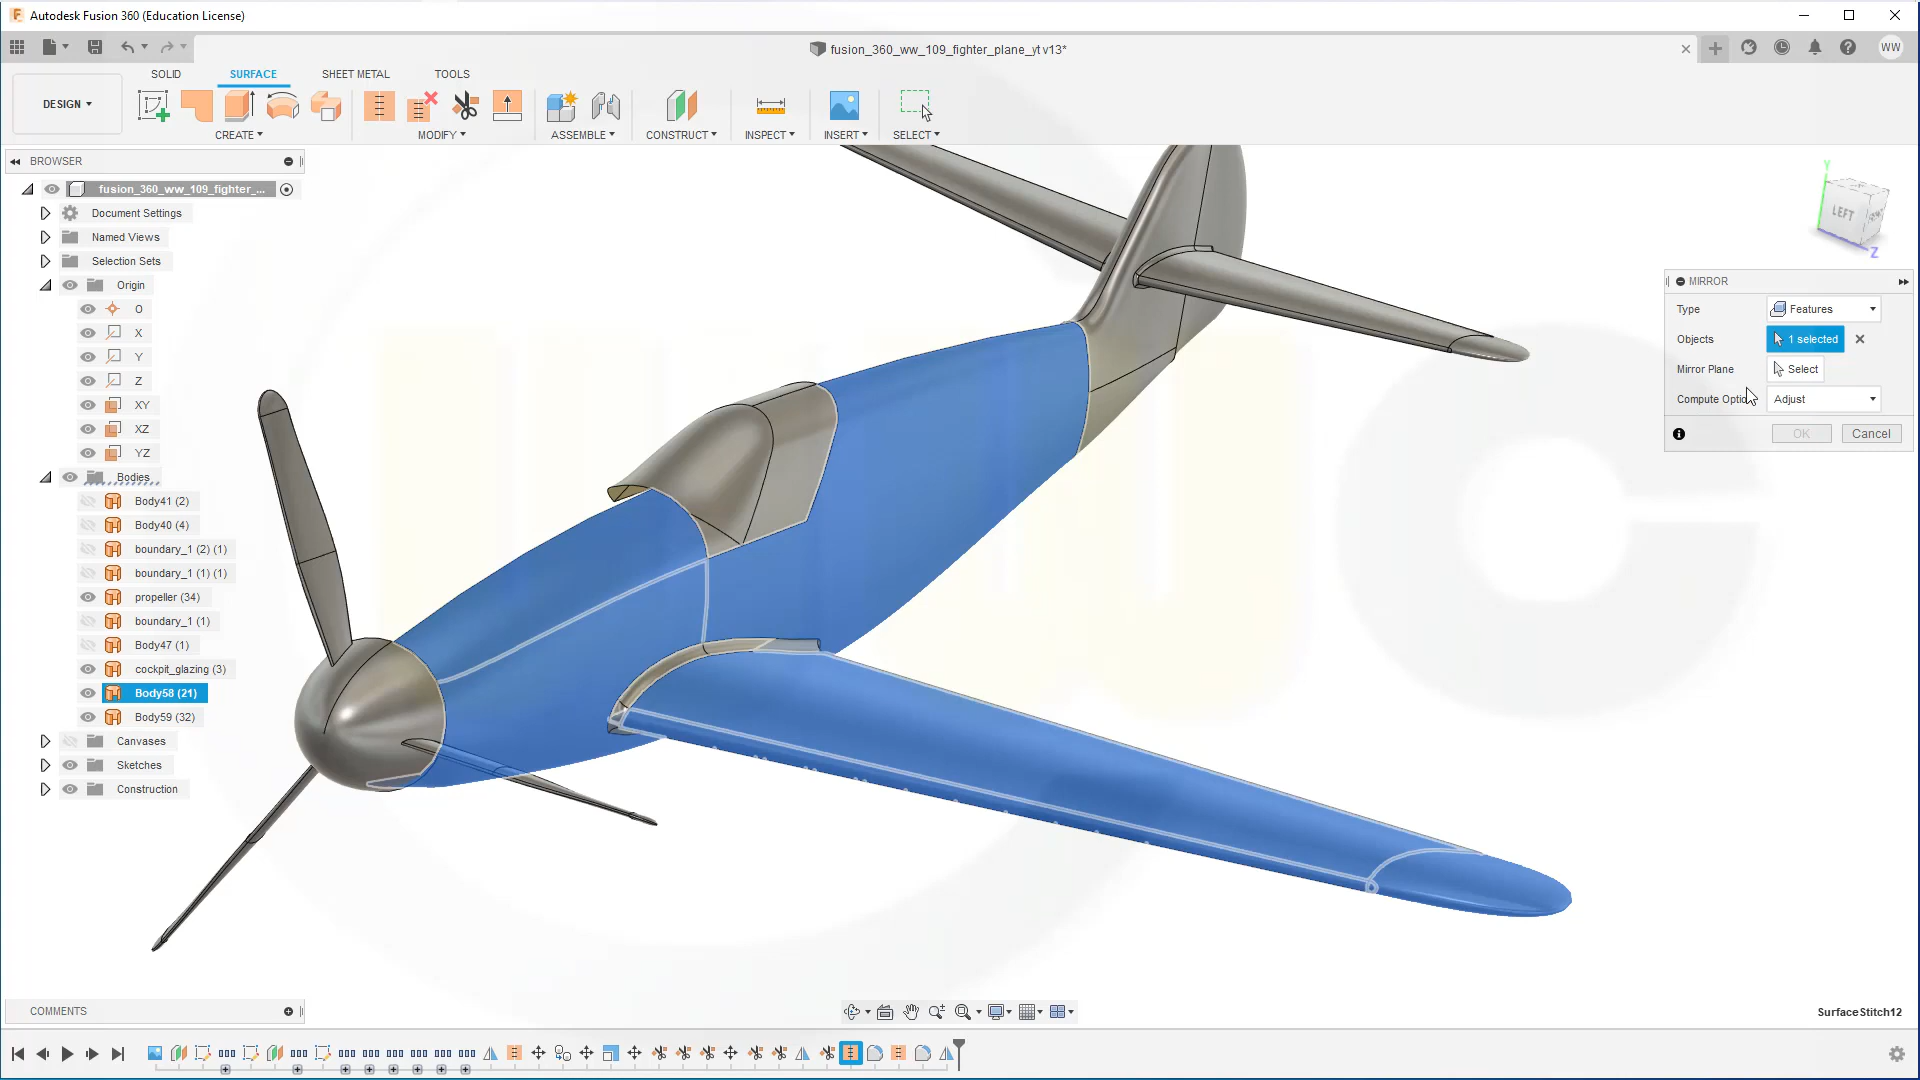 Autodesk Fusion 360 (Education License)
fusion_360_ww_109_fighter_plane_yt v13*
WW
SOLID
SURFACE
SHEET METAL
TOOLS
DESIGN
CREATE
MODIFY
ASSEMBLE
CONSTRUCT
INSPECT
INSERT
SELECT
BROWSER
fusion_360_ww_109_fighter_...
Document Settings
Named Views
Selection Sets
Origin
O
X
Y
Z
XY
XZ
YZ
Bodies
Body41 (2)
Body40 (4)
boundary_1 (2) (1)
boundary_1 (1) (1)
propeller (34)
boundary_1 (1)
Body47 (1)
cockpit_glazing (3)
Body58 (21)
Body59 (32)
Canvases
Sketches
Construction
Y
LEFT
Z
MIRROR
Type
Features
Objects
1 selected
Mirror Plane
Select
Compute Optio
Adjust
OK
Cancel
COMMENTS
SurfaceStitch12